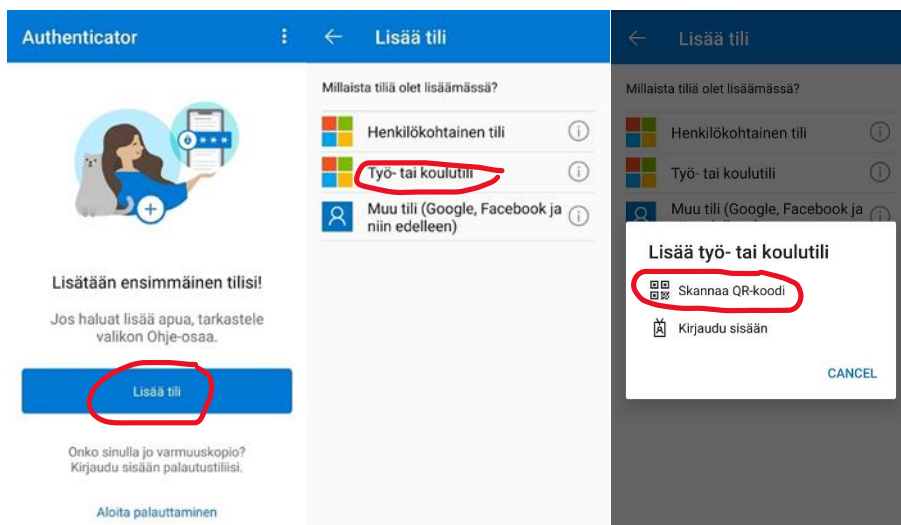 Authenticator
Lisätään ensimmäinen tilisi!
Jos haluat lisää apua, tarkastele
valikon Ohje-osaa.
Lisää tili
Onko sinulla jo varmuuskopio?
Kirjaudu sisään palautustiliisi.
Aloita palauttaminen
Lisää tili
Millaista tiliä olet lisäämässä?
Henkilökohtainen tili
Työ- tai koulutili
Muu tili (Google, Facebook ja
niin edelleen)
Lisää tili
Millaista tiliä olet lisäämässä?
Henkilökohtainen tili
Työ- tai koulutili
Muu tili (Google, Facebook ja
Lisää työ- tai koulutili
Skannaa QR-koodi
Kirjaudu sisään
CANCEL